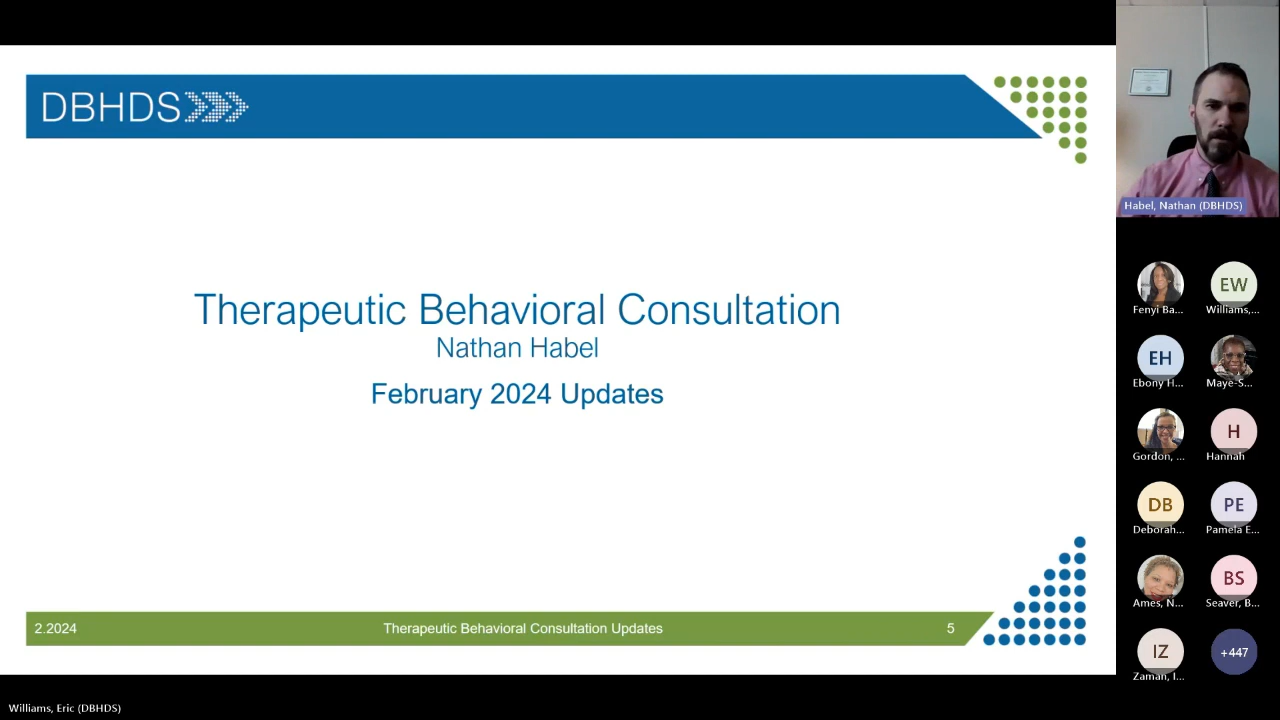 DBHDS
Therapeutic Behavioral Consultation
Nathan Habel
February 2024 Updates
2.2024
Therapeutic Behavioral Consultation Updates
5
Habel, Nathan (DBHDS)
Fenyi Ba...
EW
Williams,...
EH
Ebony H...
Maye-S...
Gordon, ...
H
Hannah
DB
Deborah...
PE
Pamela E...
Ames, N...
BS
Seaver, B...
IZ
Zaman, I...
+447
Williams, Eric (DBHDS)